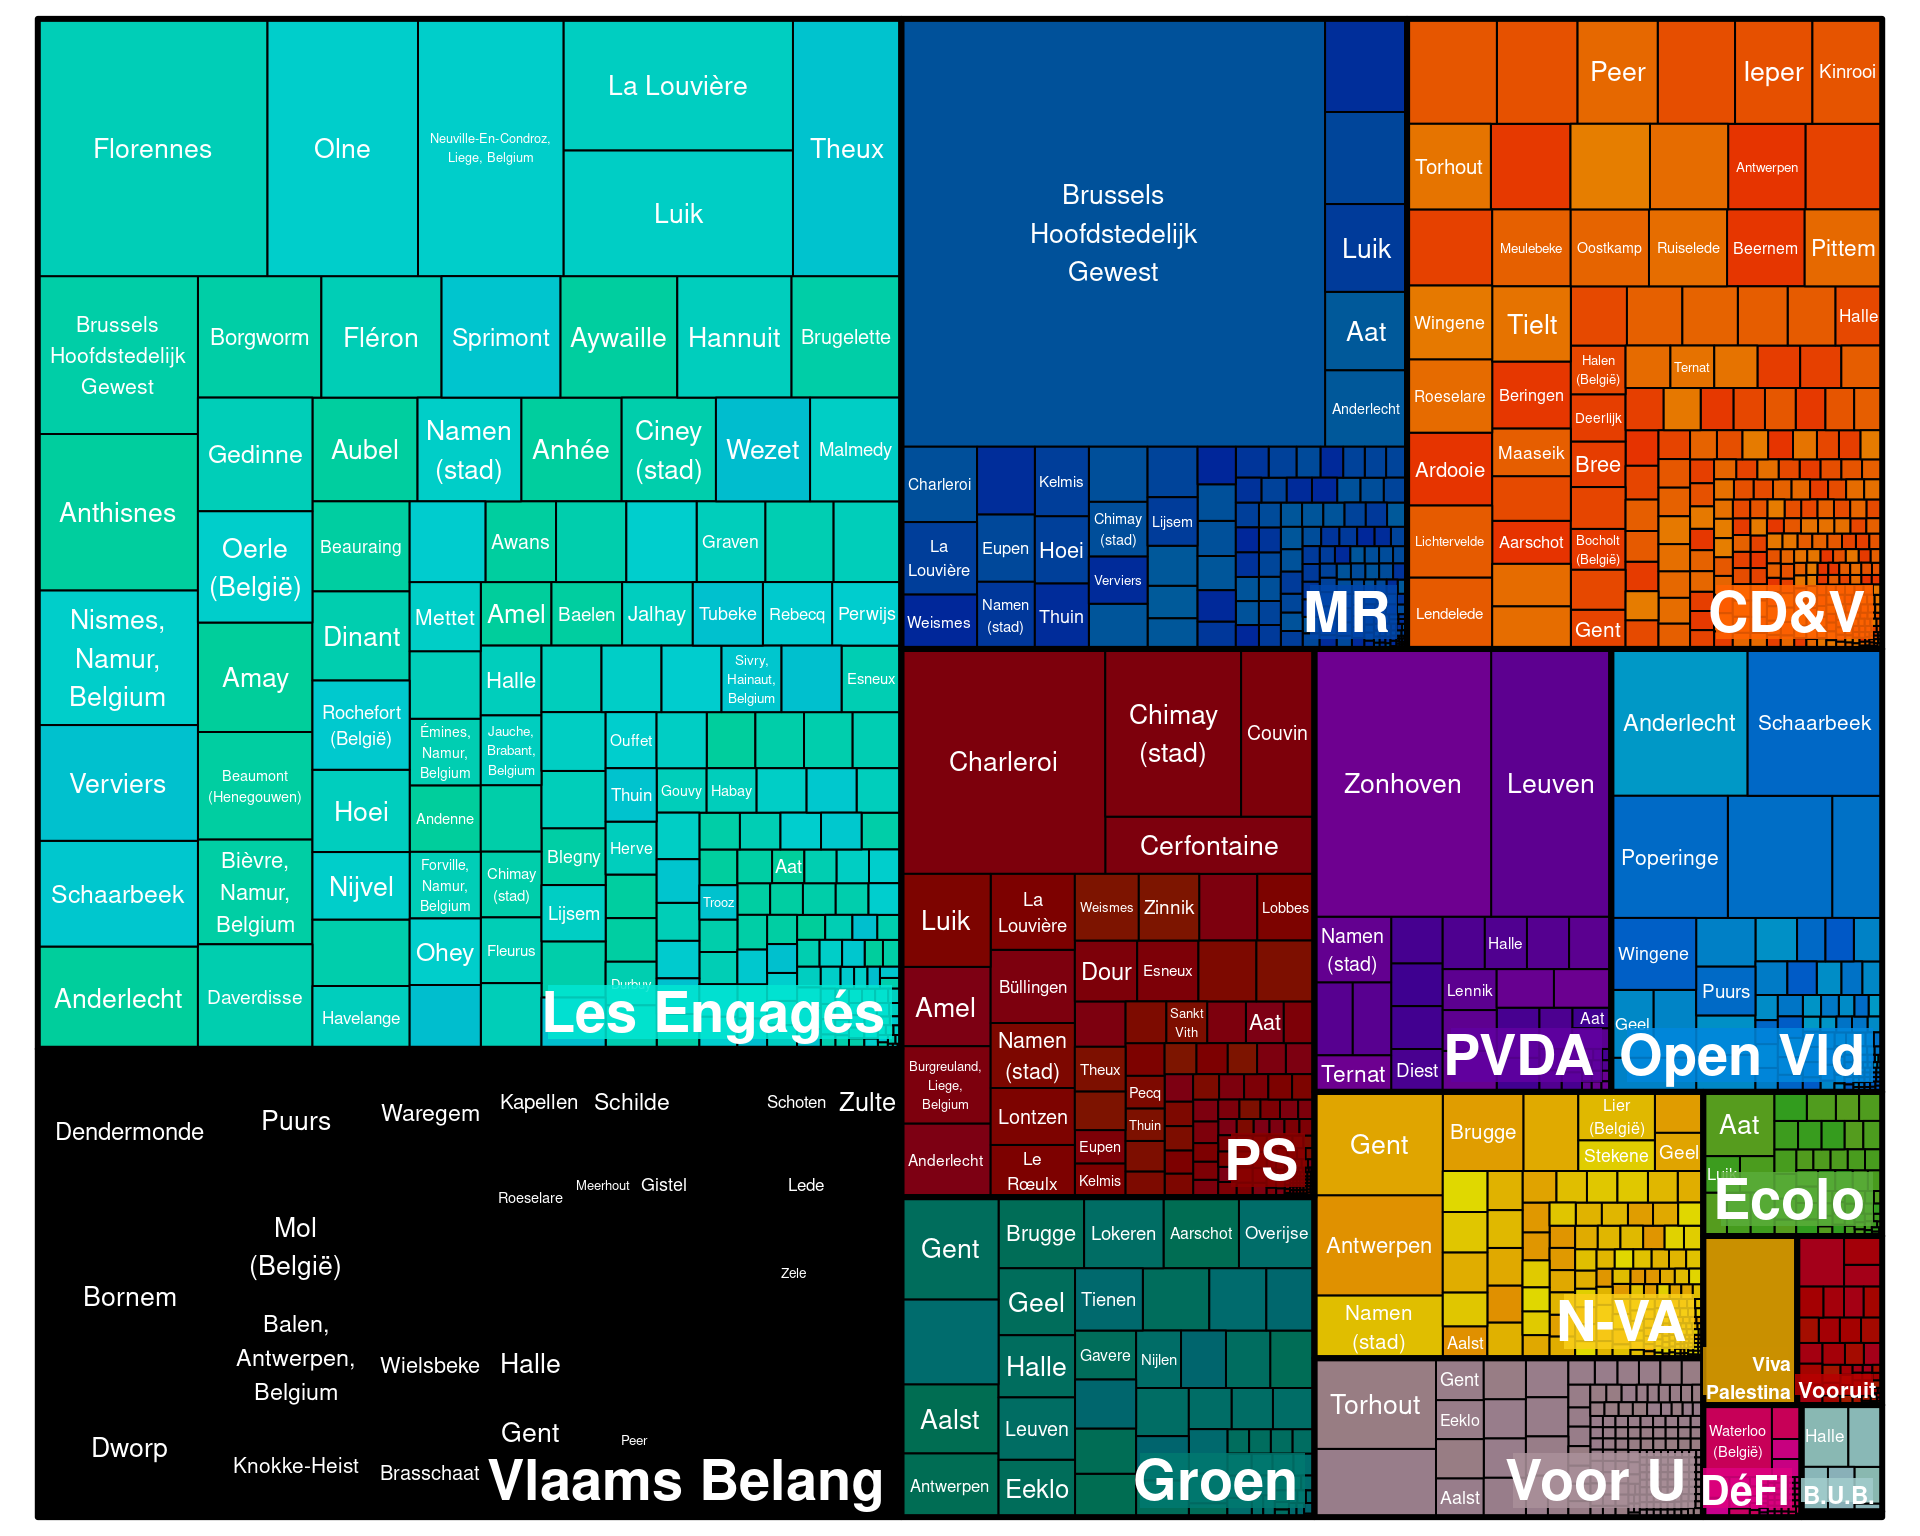 Florennes
Olne
Neuville-En-Condroz,
Liege, Belgium
La Louvière
Luik
Theux
Brussels
Hoofdstedelijk
Gewest
Borgworm
Fléron
Sprimont
Aywaille
Hannuit
Brugelette
Gedinne
Aubel
Namen
(stad)
Anhée
Ciney
(stad)
Wezet
Malmedy
Anthisnes
Oerle
(België)
Beauraing
Awans
Graven
Nismes,
Namur,
Belgium
Amay
Dinant
Mettet
Amel
Baelen
Jalhay
Tubeke
Rebecq
Perwijs
Halle
Sivry,
Hainaut,
Belgium
Esneux
Rochefort
(België)
Émines,
Namur,
Belgium
Jauche,
Brabant,
Belgium
Ouffet
Verviers
Beaumont
(Henegouwen)
Hoei
Andenne
Thuin
Gouvy
Habay
Schaarbeek
Bièvre,
Namur,
Belgium
Nijvel
Forville,
Namur,
Belgium
Chimay
(stad)
Blegny
Herve
Aat
Lijsem
Trooz
Anderlecht
Daverdisse
Havelange
Ohey
Fleurus
Durbuy
Les Engagés
Brussels
Hoofdstedelijk
Gewest
Luik
Aat
Anderlecht
Charleroi
Kelmis
La
Louvière
Eupen
Hoei
Chimay
(stad)
Lijsem
Verviers
Weismes
Namen
(stad)
Thuin
MR
Peer
Ieper
Kinrooi
Torhout
Antwerpen
Meulebeke
Oostkamp
Ruiselede
Beernem
Pittem
Wingene
Tielt
Halle
Halen
(België)
Ternat
Roeselare
Beringen
Deerlijk
Ardooie
Maaseik
Bree
Lichtervelde
Aarschot
Bocholt
(België)
Lendelede
Gent
CD&V
Charleroi
Chimay
(stad)
Couvin
Cerfontaine
Luik
La
Louvière
Weismes
Zinnik
Lobbes
Amel
Büllingen
Dour
Esneux
Namen
(stad)
Sankt
Vith
Aat
Burgreuland,
Liege,
Belgium
Theux
Pecq
Lontzen
Thuin
Anderlecht
Le
Rœulx
Eupen
Kelmis
PS
Zonhoven
Leuven
Namen
(stad)
Halle
Lennik
Aat
Ternat
Diest
PVDA
Anderlecht
Schaarbeek
Poperinge
Wingene
Puurs
Geel
Open Vld
Dendermonde
Puurs
Waregem
Kapellen
Schilde
Schoten
Zulte
Roeselare
Meerhout
Gistel
Lede
Mol
(België)
Zele
Bornem
Balen,
Antwerpen,
Belgium
Wielsbeke
Halle
Gent
Peer
Dworp
Knokke-Heist
Brasschaat
Vlaams Belang
Gent
Brugge
Lokeren
Aarschot
Overijse
Geel
Tienen
Halle
Gavere
Nijlen
Aalst
Leuven
Antwerpen
Eeklo
Groen
Gent
Brugge
Lier
(België)
Stekene
Geel
Antwerpen
Namen
(stad)
Aalst
N-VA
Aat
Luik
Ecolo
Viva
Palestina
Vooruit
Torhout
Gent
Eeklo
Aalst
Voor U
Waterloo
(België)
DéFI
Halle
B.U.B.